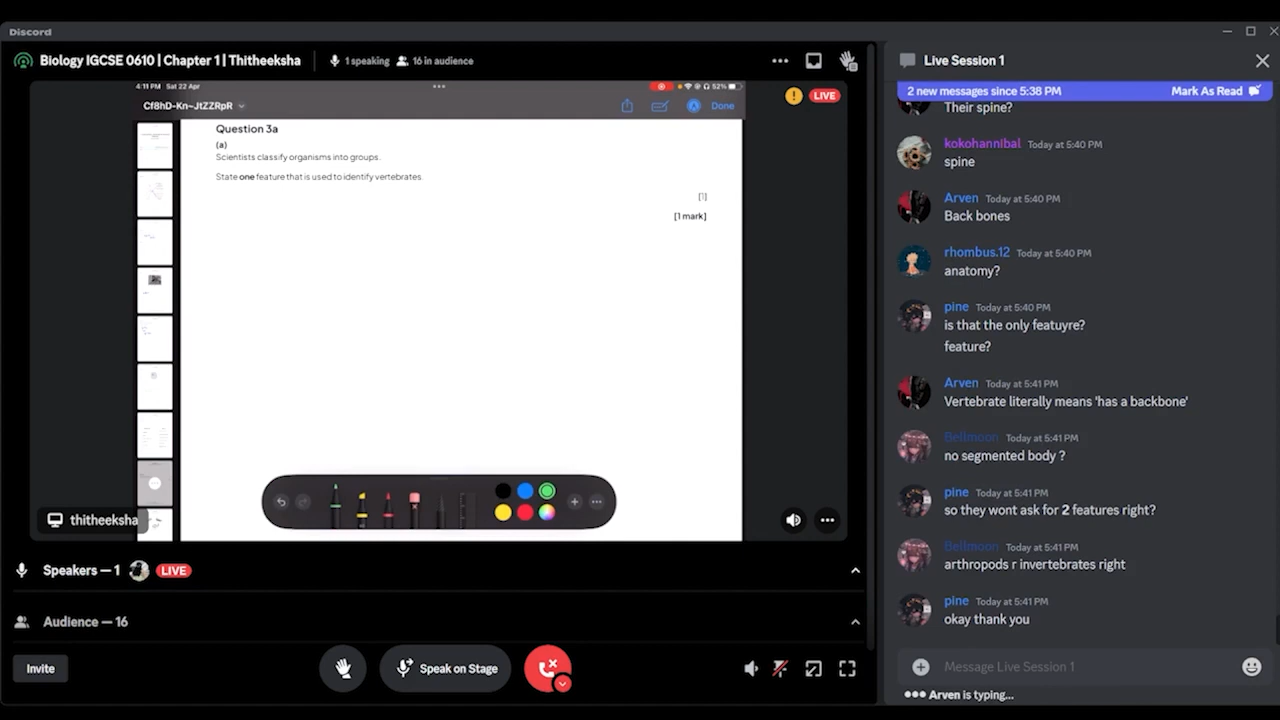 Discord
Biology IGCSE 0610 | Chapter 1 | Thitheeksha
1 speaking
16 in audience
4:11 PM Sat 22 Apr
52%
LIVE
Cf8hD-Kn~JtZZRpR
Done
Question 3a
(a)
Scientists classify organisms into groups.
State one feature that is used to identify vertebrates.
[1]
[1 mark]
thitheeksha
Speakers — 1
LIVE
Audience — 16
Invite
Speak on Stage
Live Session 1
2 new messages since 5:38 PM
Mark As Read
Their spine?
kokohannibal Today at 5:40 PM
spine
Arven Today at 5:40 PM
Back bones
rhombus.12 Today at 5:40 PM
anatomy?
pine Today at 5:40 PM
is that the only featuyre?
feature?
Arven Today at 5:41 PM
Vertebrate literally means 'has a backbone'
Bellmoon Today at 5:41 PM
no segmented body ?
pine Today at 5:41 PM
so they wont ask for 2 features right?
Bellmoon Today at 5:41 PM
arthropods r invertebrates right
pine Today at 5:41 PM
okay thank you
Message Live Session 1
Arven is typing...